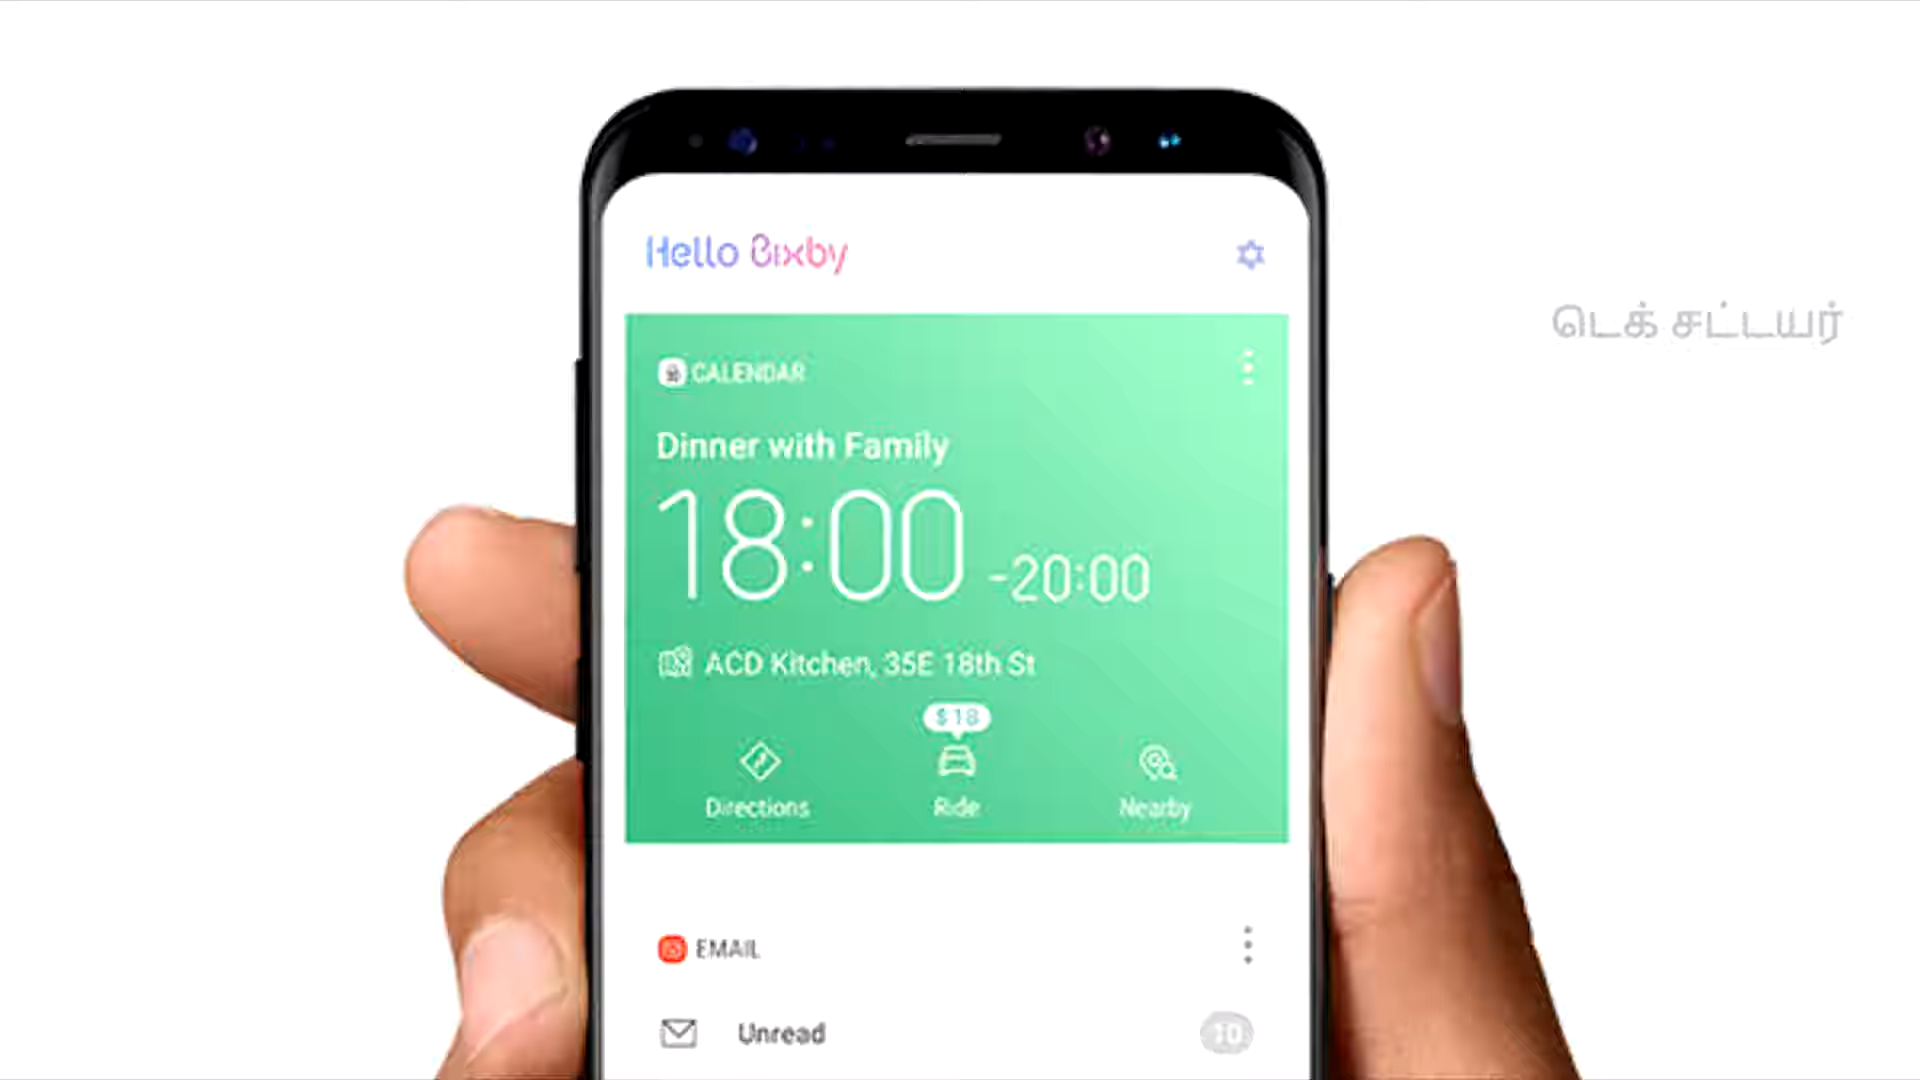 Hello Bixby
டெக் சட்டயர்
CALENDAR
Dinner with Family
18:00 -20:00
ACD Kitchen, 35E 18th St
$18
Directions
Ride
Nearby
EMAIL
Unread
10